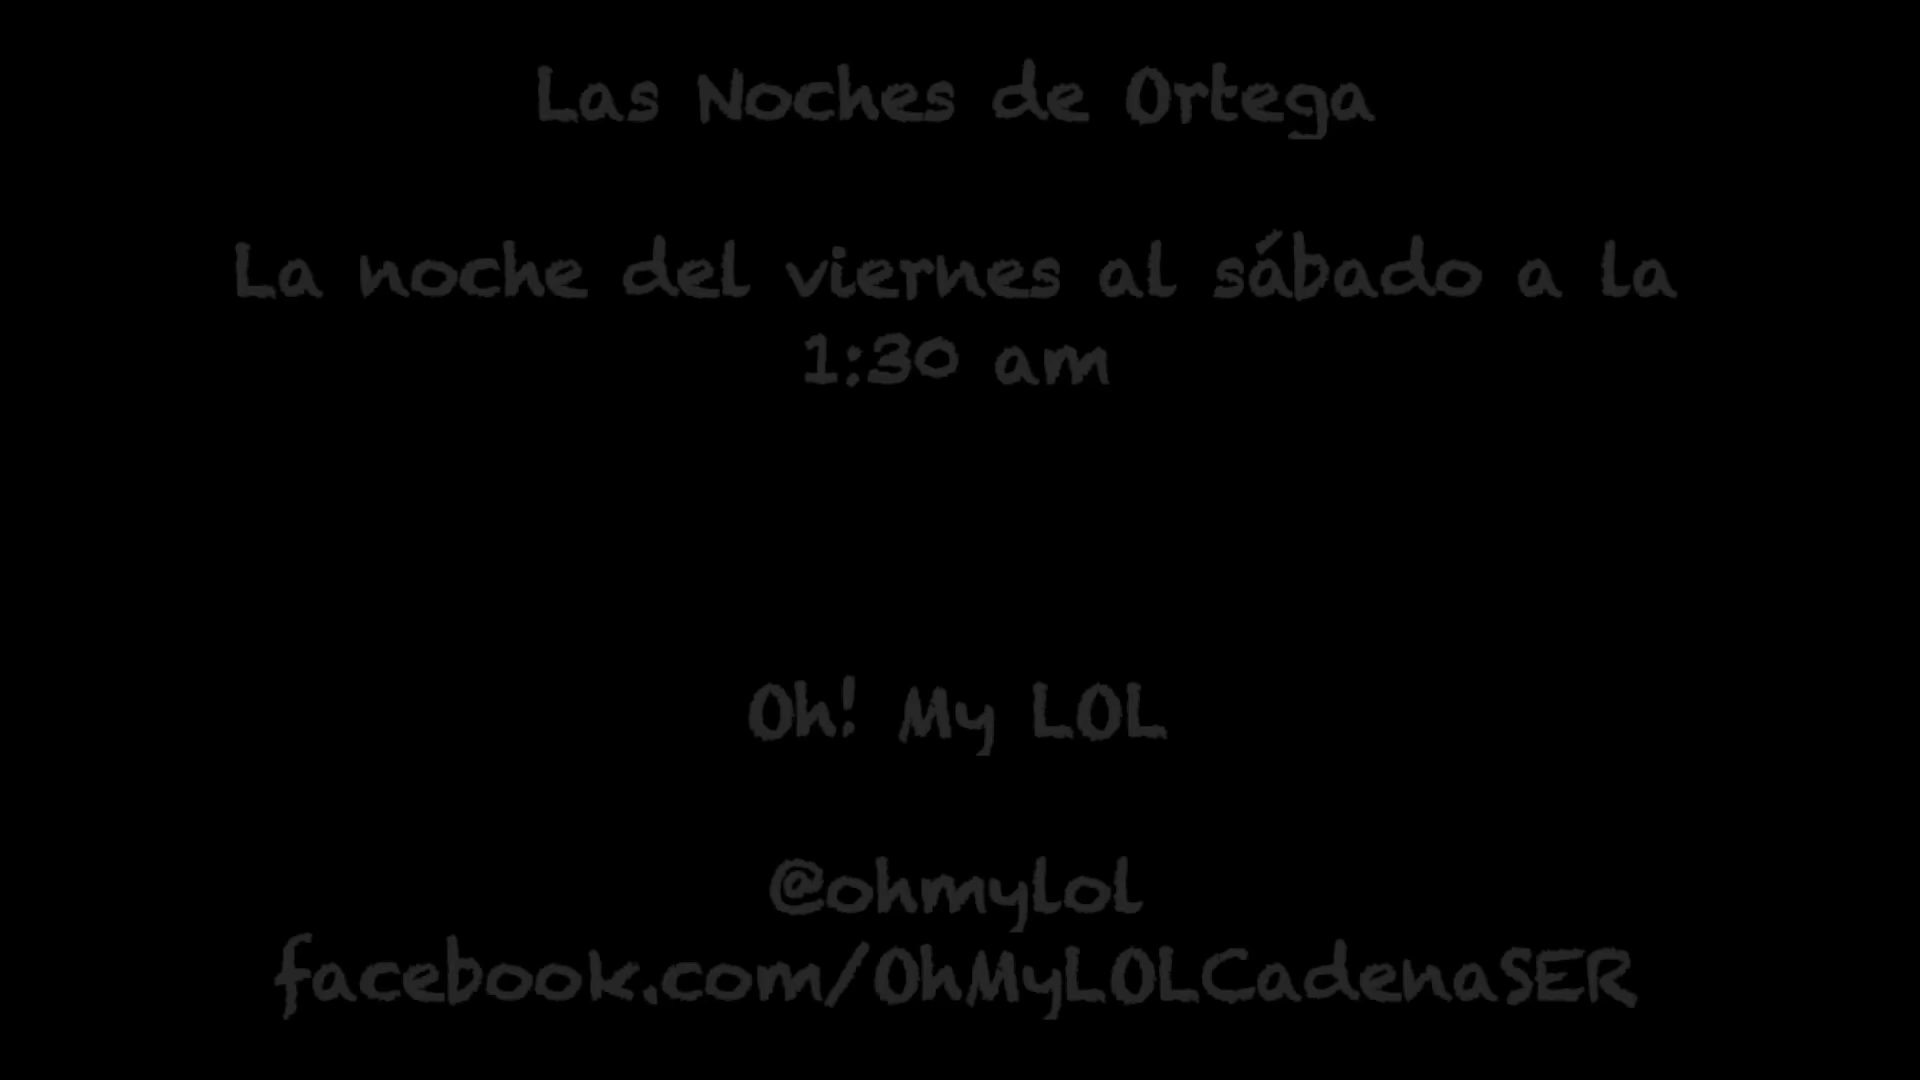 Las Noches de Ortega
La noche del viernes al sábado a la
1:30 am
Oh! My LOL
@ohmylol
facebook.com/OhMyLOLCadenaSER